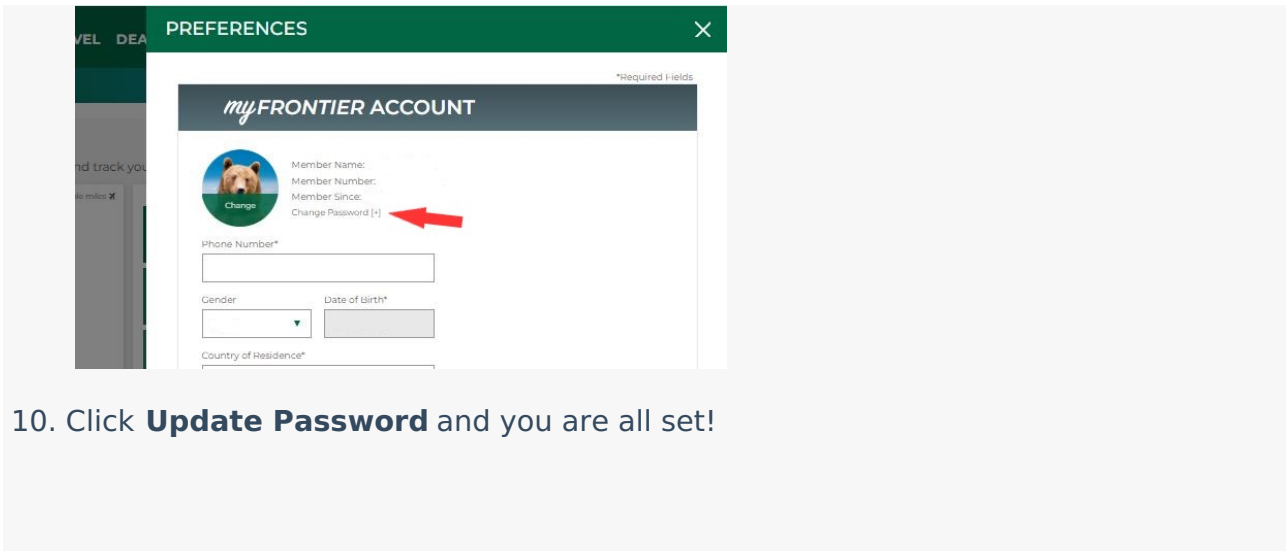 PREFERENCES
VEL DEA
*Required Fields
myFRONTIER ACCOUNT
nd track you
Member Name:
Member Number:
Member Since:
Change
Change Password [+]
Phone Number*
Gender
Date of Birth*
Country of Residence*
10. Click Update Password and you are all set!